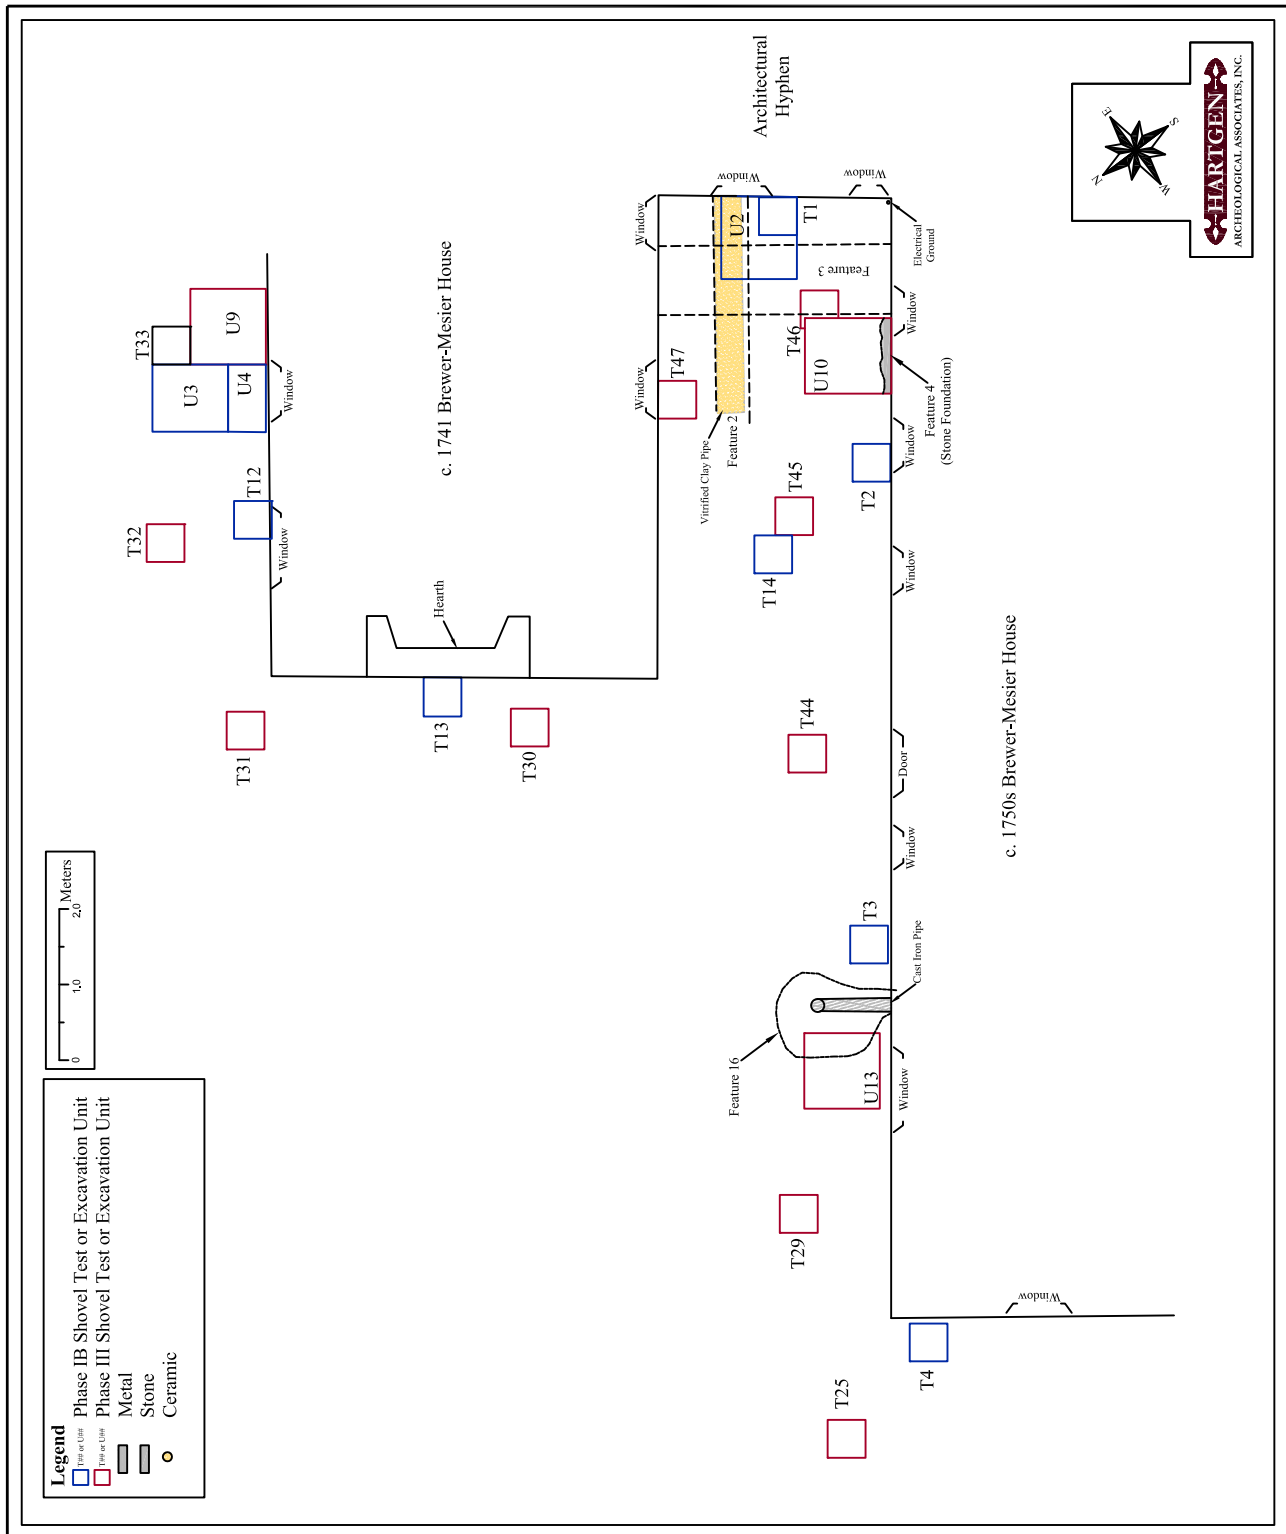 Architectural
Hyphen
N
E
S
W
HARTGEN
ARCHEOLOGICAL ASSOCIATES, INC.
c. 1741 Brewer-Mesier House
c. 1750s Brewer-Mesier House
T33
U9
U3
U4
Window
T12
Window
T32
T31
Hearth
T13
T30
Window
Window
T47
Window
Window
U2
T1
Feature 3
Electrical
Ground
T46
U10
Window
Feature 4
(Stone Foundation)
Vitrified Clay Pipe
Feature 2
Window
T2
T45
T14
Window
T44
Door
Window
T3
Cast Iron Pipe
Feature 16
U13
Window
T29
Window
T4
T25
0
1.0
2.0
Meters
Legend
T## or U## Phase IB Shovel Test or Excavation Unit
T## or U## Phase III Shovel Test or Excavation Unit
Metal
Stone
Ceramic